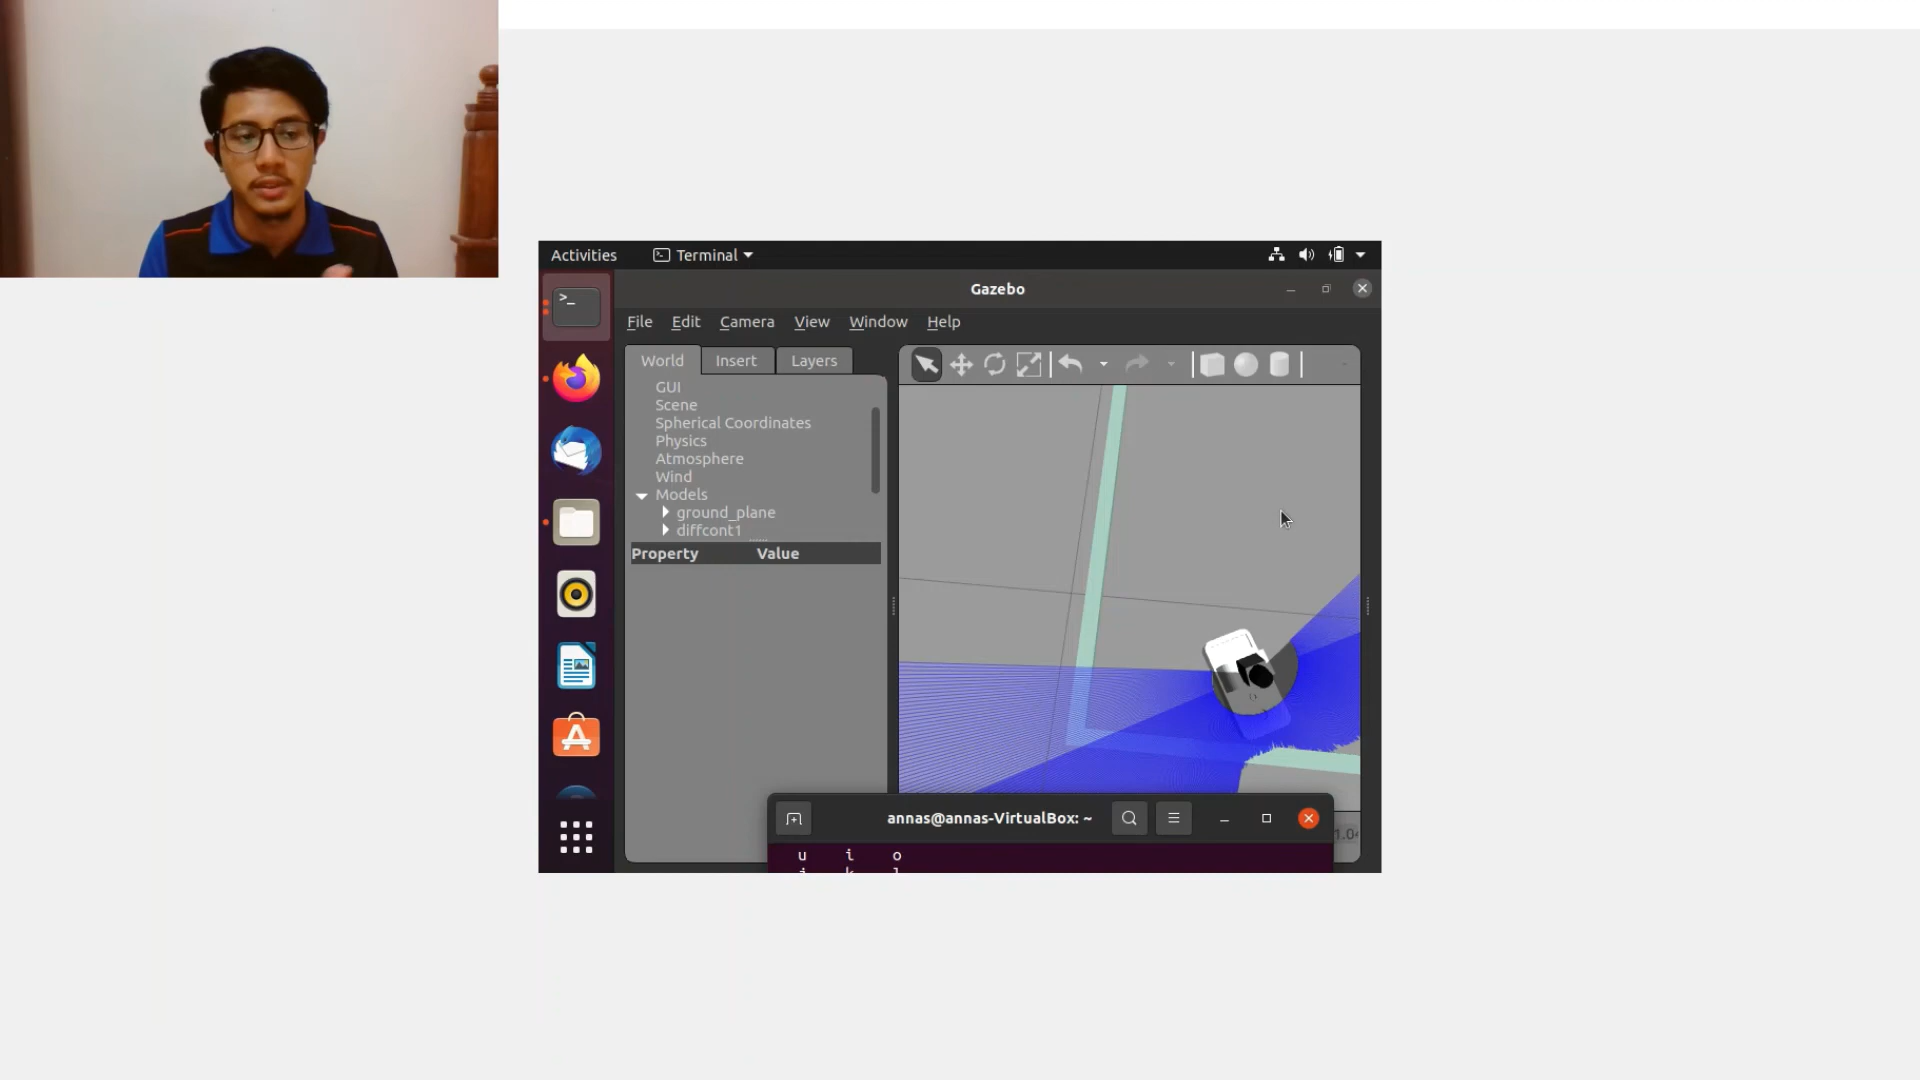 Activities Terminal
Gazebo
File Edit Camera View Window Help
World Insert Layers
GUI
Scene
Spherical Coordinates
Physics
Atmosphere
Wind
Models
ground_plane
diffcont1
Property Value
annas@annas-VirtualBox: ~
u i o